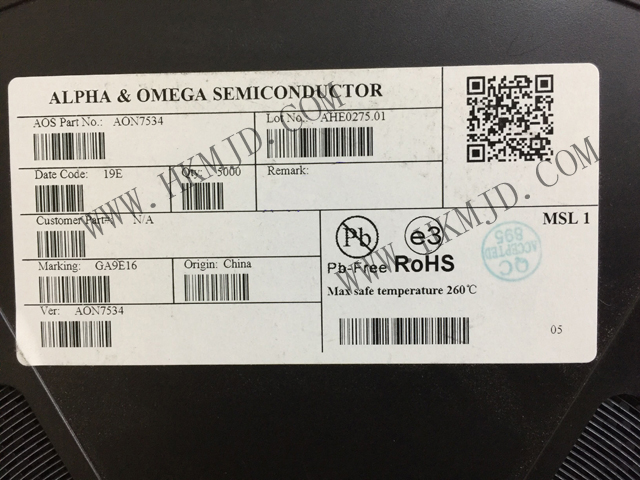 ALPHA & OMEGA SEMICONDUCTOR
AOS Part No.: AON7534
Lot No.: AHE0275.01
Date Code: 19E
Qty: 5000
Remark:
Customer Part: N/A
Marking: GA9E16
Origin: China
Ver: AON7534
Pb
e3
MSL 1
Pb-Free RoHS
Max safe temperature 260℃
05
QC
ACCEPTED
895
WWW.HKMJD.COM
WWW.HKMJD.COM